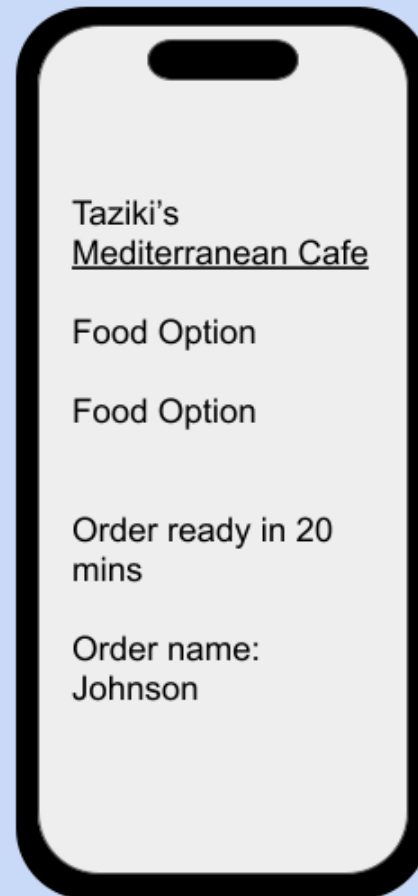 Taziki’s
Mediterranean Cafe
Food Option
Food Option
Order ready in 20
mins
Order name:
Johnson